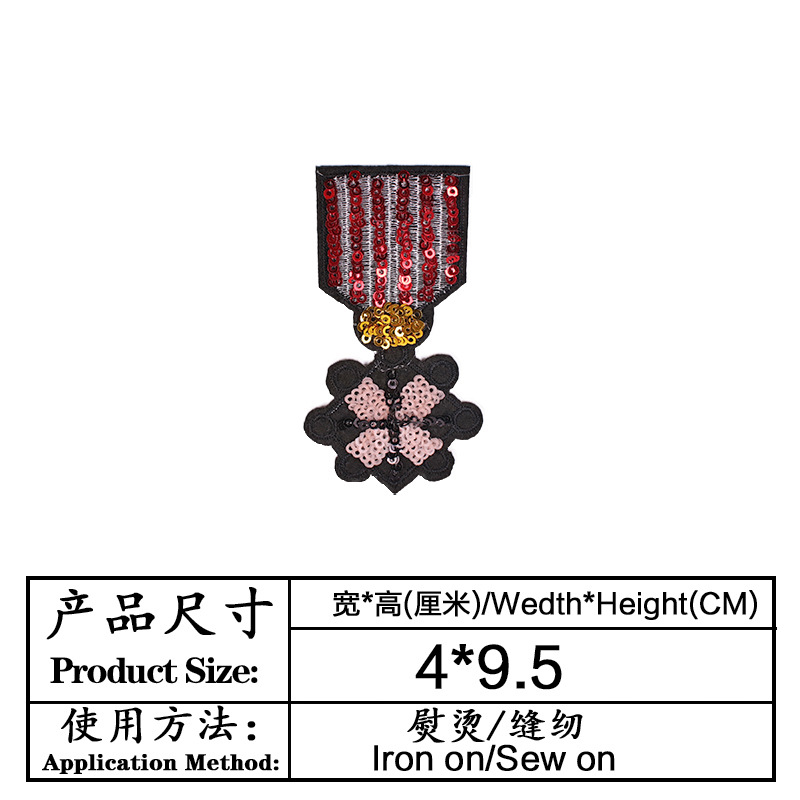 产品尺寸
Product Size:
宽*高(厘米)/Wedth*Height(CM)
4*9.5
使用方法：
Application Method:
熨烫/缝纫
Iron on/Sew on